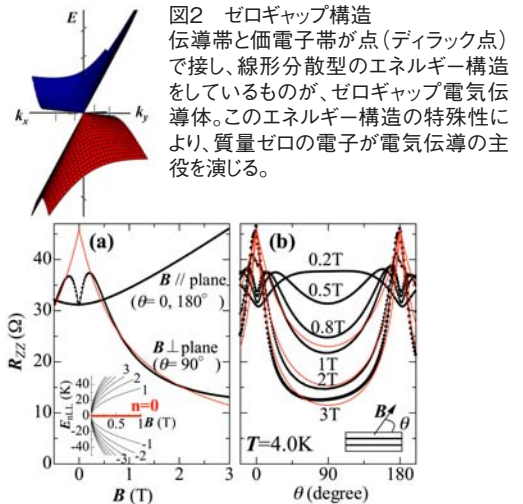 E
kx
ky
図2 ゼロギャップ構造
伝導帯と価電子帯が点(ディラック点)
で接し、線形分散型のエネルギー構造
をしているものが、ゼロギャップ電気伝
導体。このエネルギー構造の特殊性に
より、質量ゼロの電子が電気伝導の主
役を演じる。
(a)
B // plane
(θ= 0, 180°)
B⊥plane
(θ= 90°)
RZZ (Ω)
40
30
20
10
0
0 1 2 3
B (T)
EnLL (K)
40
20
0
-20
-40
3
2
1
n=0
0 0.5 1
B (T)
-1
-2
-3
(b)
0.2T
0.5T
0.8T
1T
2T
3T
T=4.0K
B
θ
0 90 180
θ (degree)